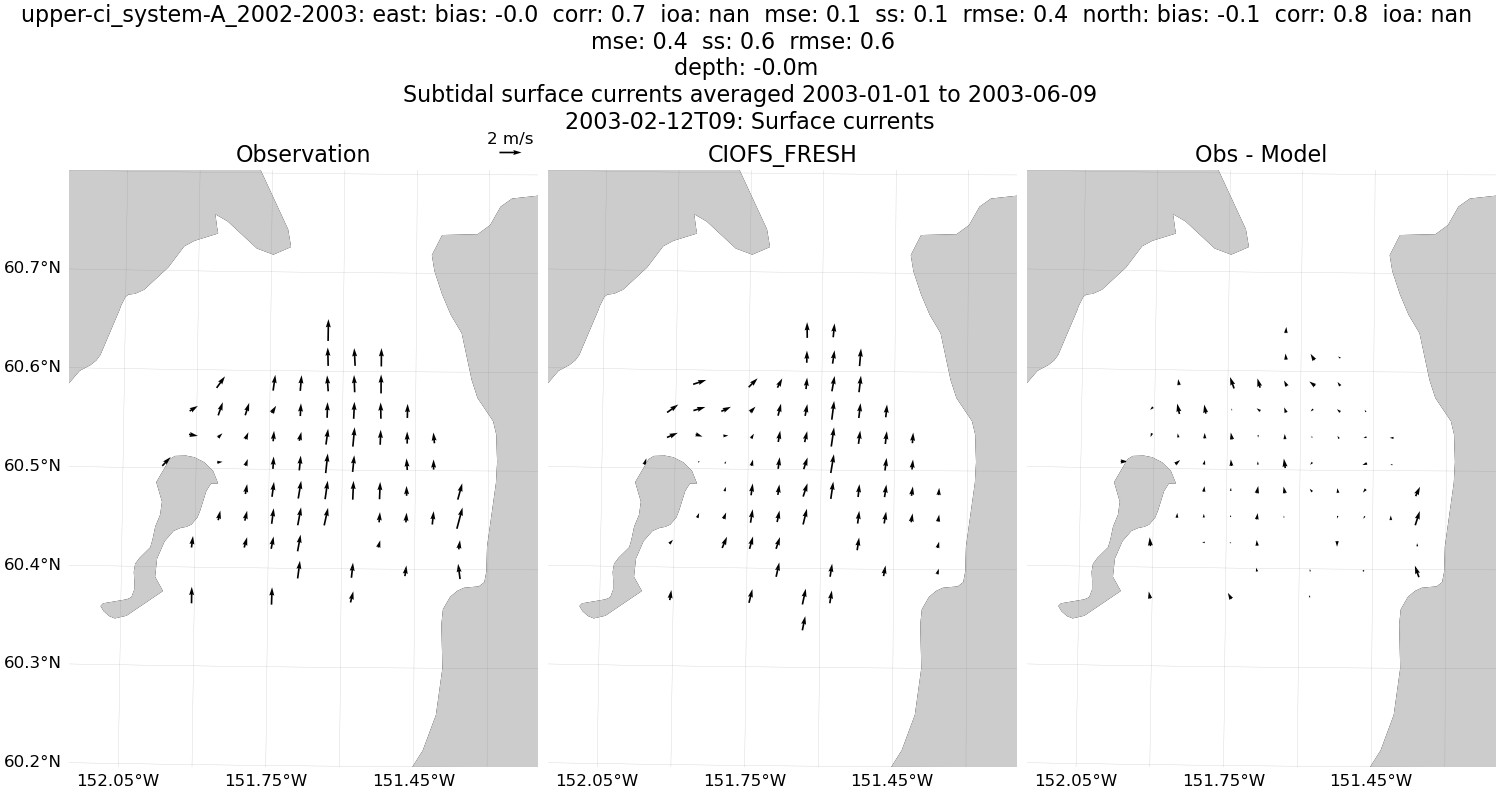 upper-ci_system-A_2002-2003: east: bias: -0.0  corr: 0.7  ioa: nan  mse: 0.1  ss: 0.1  rmse: 0.4  north: bias: -0.1  corr: 0.8  ioa: nan
mse: 0.4  ss: 0.6  rmse: 0.6
depth: -0.0m
Subtidal surface currents averaged 2003-01-01 to 2003-06-09
2003-02-12T09: Surface currents
2 m/s
Observation
CIOFS_FRESH
Obs - Model
60.7°N
60.6°N
60.5°N
60.4°N
60.3°N
60.2°N
152.05°W 151.75°W 151.45°W
152.05°W 151.75°W 151.45°W
152.05°W 151.75°W 151.45°W